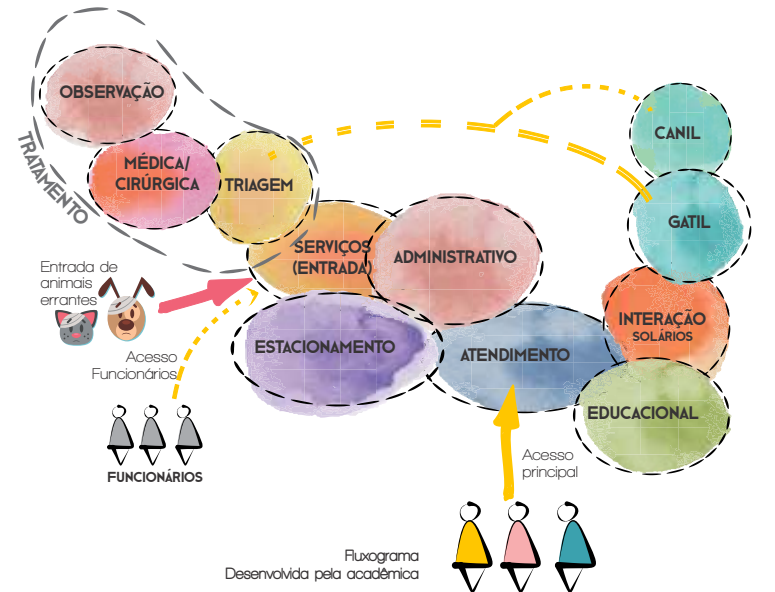 OBSERVAÇÃO
MÉDICA/
CIRÚRGICA
TRIAGEM
TRATAMENTO
CANIL
GATIL
SERVIÇOS
(ENTRADA)
ADMINISTRATIVO
Entrada de
animais
errantes
INTERAÇÃO
SOLÁRIOS
ESTACIONAMENTO
ATENDIMENTO
Acesso
Funcionários
EDUCACIONAL
FUNCIONÁRIOS
Acesso
principal
Fluxograma
Desenvolvida pela acadêmica